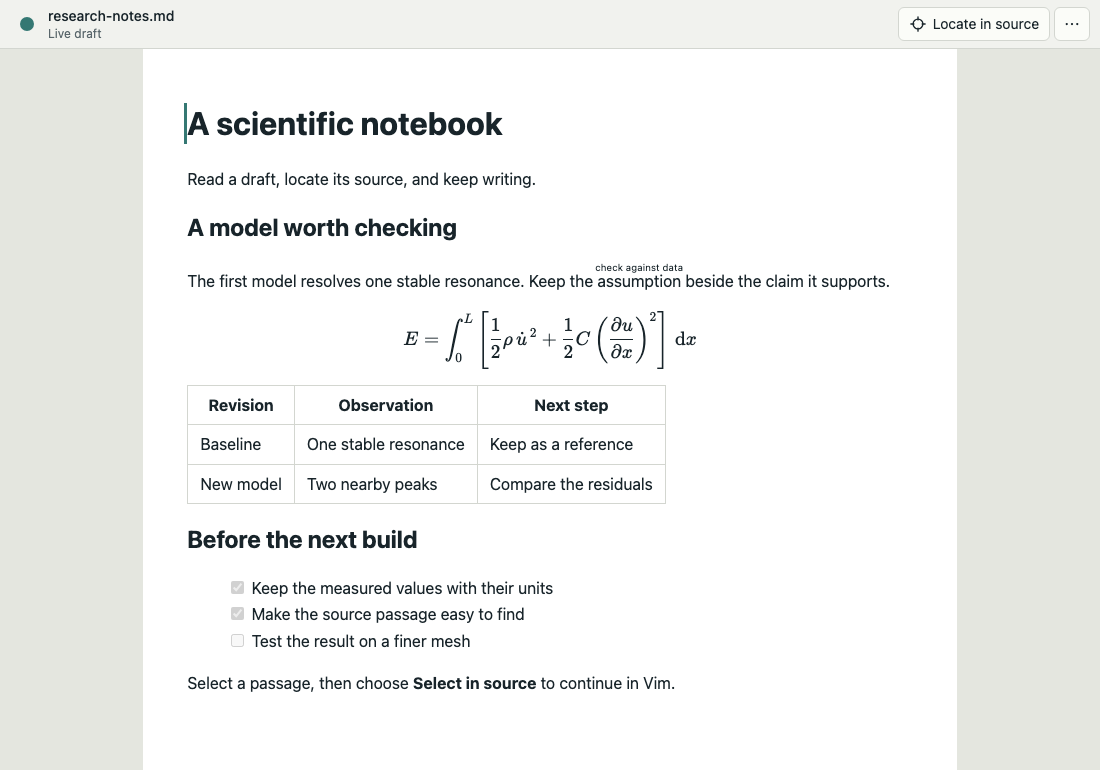 research-notes.md
Live draft
Locate in source
...
A scientific notebook
Read a draft, locate its source, and keep writing.
A model worth checking
check against data
The first model resolves one stable resonance. Keep the assumption beside the claim it supports.
E = ∫₀ᴸ [1/2 ρ u̇² + 1/2 C (∂u/∂x)²] dx
Revision Observation Next step
Baseline One stable resonance Keep as a reference
New model Two nearby peaks Compare the residuals
Before the next build
Keep the measured values with their units
Make the source passage easy to find
Test the result on a finer mesh
Select a passage, then choose Select in source to continue in Vim.